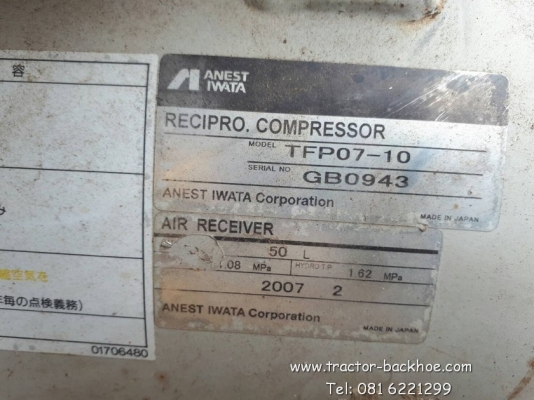 ANEST
IWATA
RECIPRO. COMPRESSOR
MODEL TFP07-10
SERIAL NO. GB0943
ANEST IWATA Corporation
MADE IN JAPAN
AIR RECEIVER
50 L
.08 MPa HYDRO.T.P. 1.62 MPa
2007 2
ANEST IWATA Corporation
MADE IN JAPAN
年毎の点検義務)
01706480
www.tractor-backhoe.com
Tel: 081 6221299